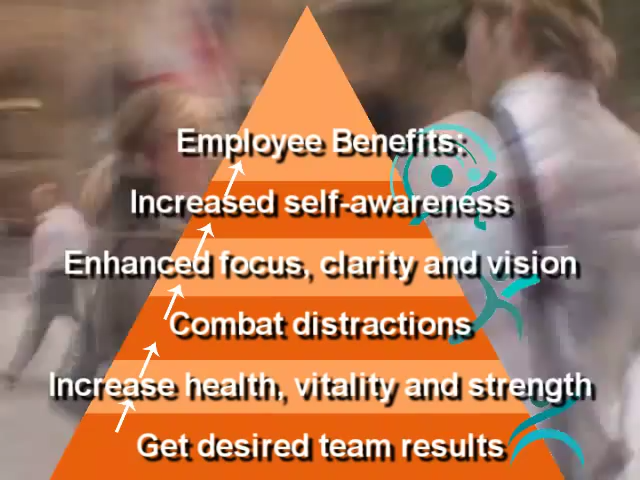 Employee Benefits:
Increased self-awareness
Enhanced focus, clarity and vision
Combat distractions
Increase health, vitality and strength
Get desired team results